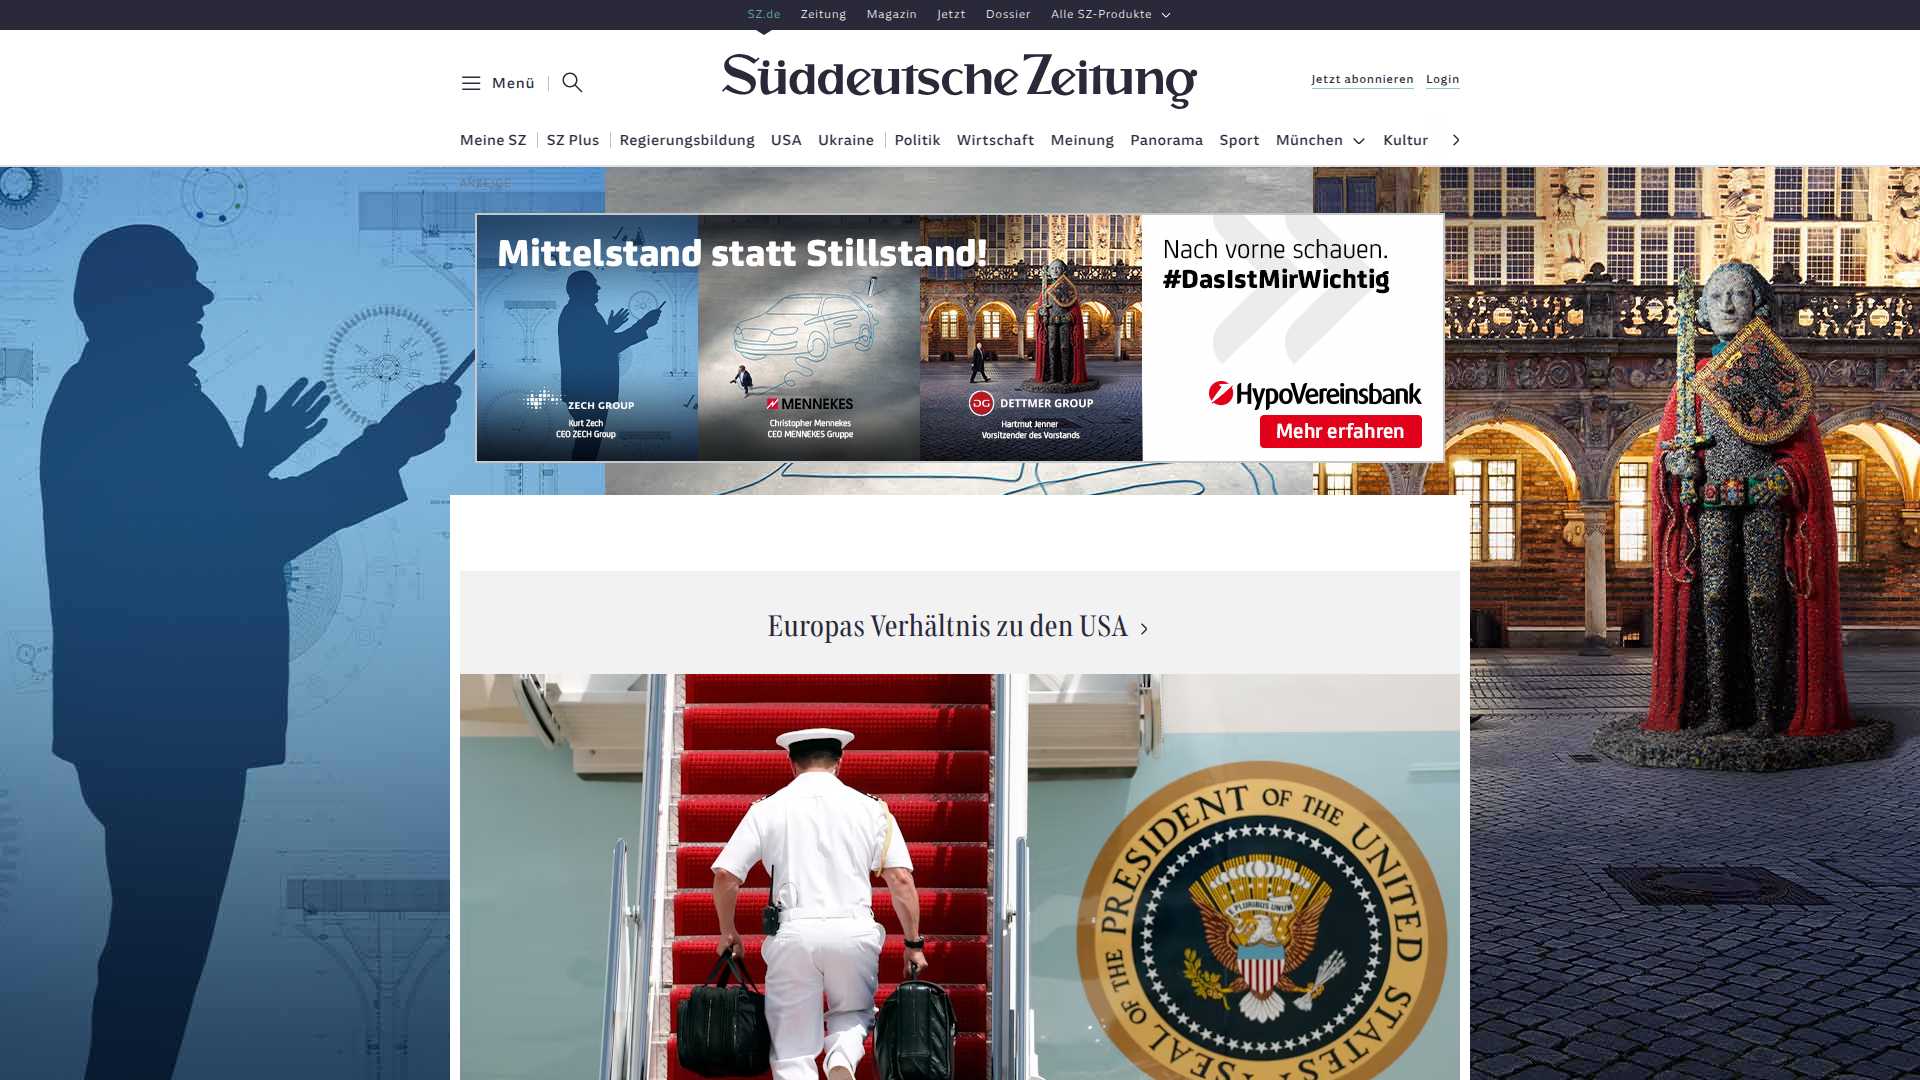 SZ.de Zeitung Magazin Jetzt Dossier Alle SZ-Produkte
Menü
Süddeutsche Zeitung
Jetzt abonnieren Login
Meine SZ SZ Plus Regierungsbildung USA Ukraine Politik Wirtschaft Meinung Panorama Sport München Kultur
ANZEIGE
Mittelstand statt Stillstand!
ZECH GROUP
Kurt Zech
CEO ZECH Group
MENNEKES
Christopher Mennekes
CEO MENNEKES Gruppe
DG DETTMER GROUP
Hartmut Jenner
Vorsitzender des Vorstands
Nach vorne schauen.
#DasIstMirWichtig
HypoVereinsbank
Mehr erfahren
Europas Verhältnis zu den USA
SEAL OF THE PRESIDENT OF THE UNITED STATES
E PLURIBUS UNUM